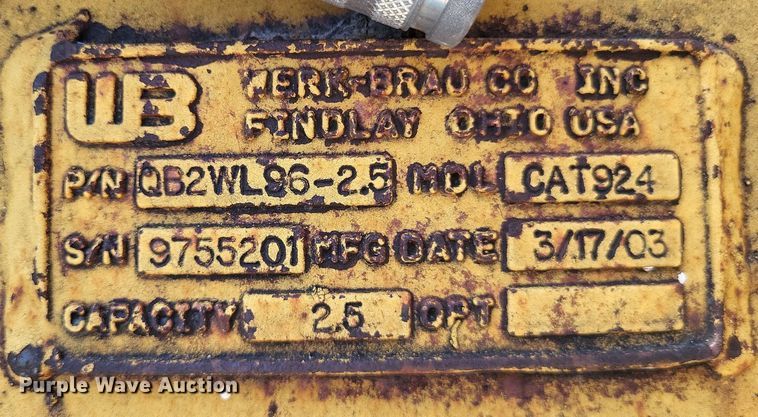 WB WERK-BRAU CO INC
FINDLAY OHIO USA
P/N QB2WL96-2.5 MDL CAT924
S/N 9755201 MFG DATE 3/17/03
CAPACITY 2.5 OPT
Purple Wave Auction